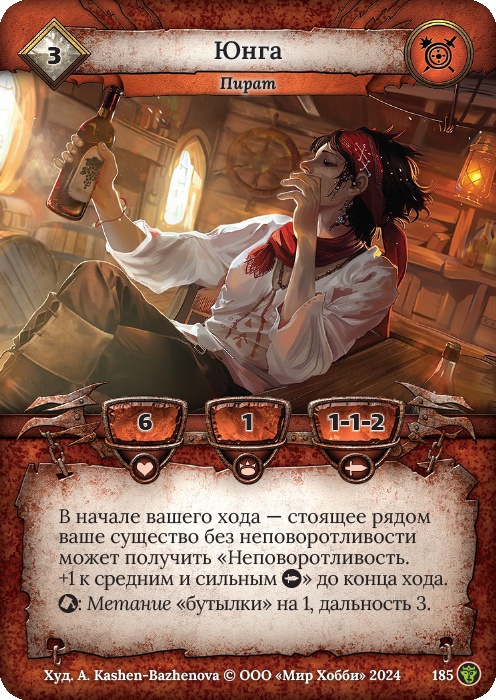 3
Юнга
Пират
6
1
1-1-2
В начале вашего хода — стоящее рядом
ваше существо без неповоротливости
может получить «Неповоротливость.
+1 к средним и сильным » до конца хода.
: Метание «бутылки» на 1, дальность 3.
Худ. A. Kashen-Bazhenova © ООО «Мир Хобби» 2024
185